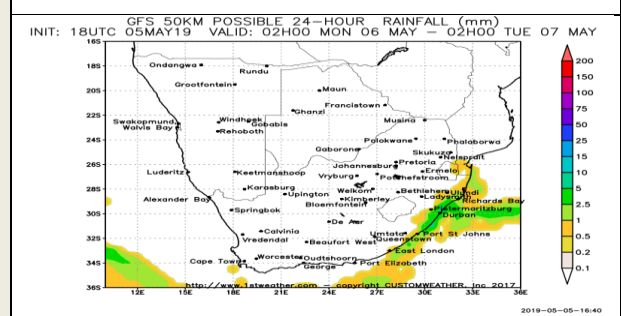 GFS 50KM POSSIBLE 24-HOUR RAINFALL (mm)
INIT: 18UTC 05MAY19 VALID: 02H00 MON 06 MAY - 02H00 TUE 07 MAY
16S
18S
20S
22S
24S
26S
28S
30S
32S
34S
36S
Ondangwa
Rundu
Grootfontein
Maun
Francistown
Ghanzi
Windhoek
Gobabis
Swakopmund
Walvis Bay
Rehoboth
Musina
Polokwane
Phalaborwa
Gaborone
Skukuza
Nelspruit
Johannesburg
Pretoria
Luderitz
Keetmanshoop
Vryburg
Ermelo
Potchefstroom
Karasburg
Upington
Welkom
Bethlehem
Ladysmith
Alexander Bay
Kimberley
Bloemfontein
Richards Bay
Springbok
Pietermaritzburg
Durban
De Aar
Calvinia
Vredendal
Umtata
Port St Johns
Queenstown
Beaufort West
East London
Cape Town
Worcester
Oudtshoorn
George
Port Elizabeth
http://www.1stweather.com - copyright CUSTOMWEATHER, Inc 2017
12E
15E
18E
21E
24E
27E
30E
33E
36E
200
150
100
75
50
25
15
10
5
2.5
1
0.5
0.2
0.1
2019-05-05-16:40